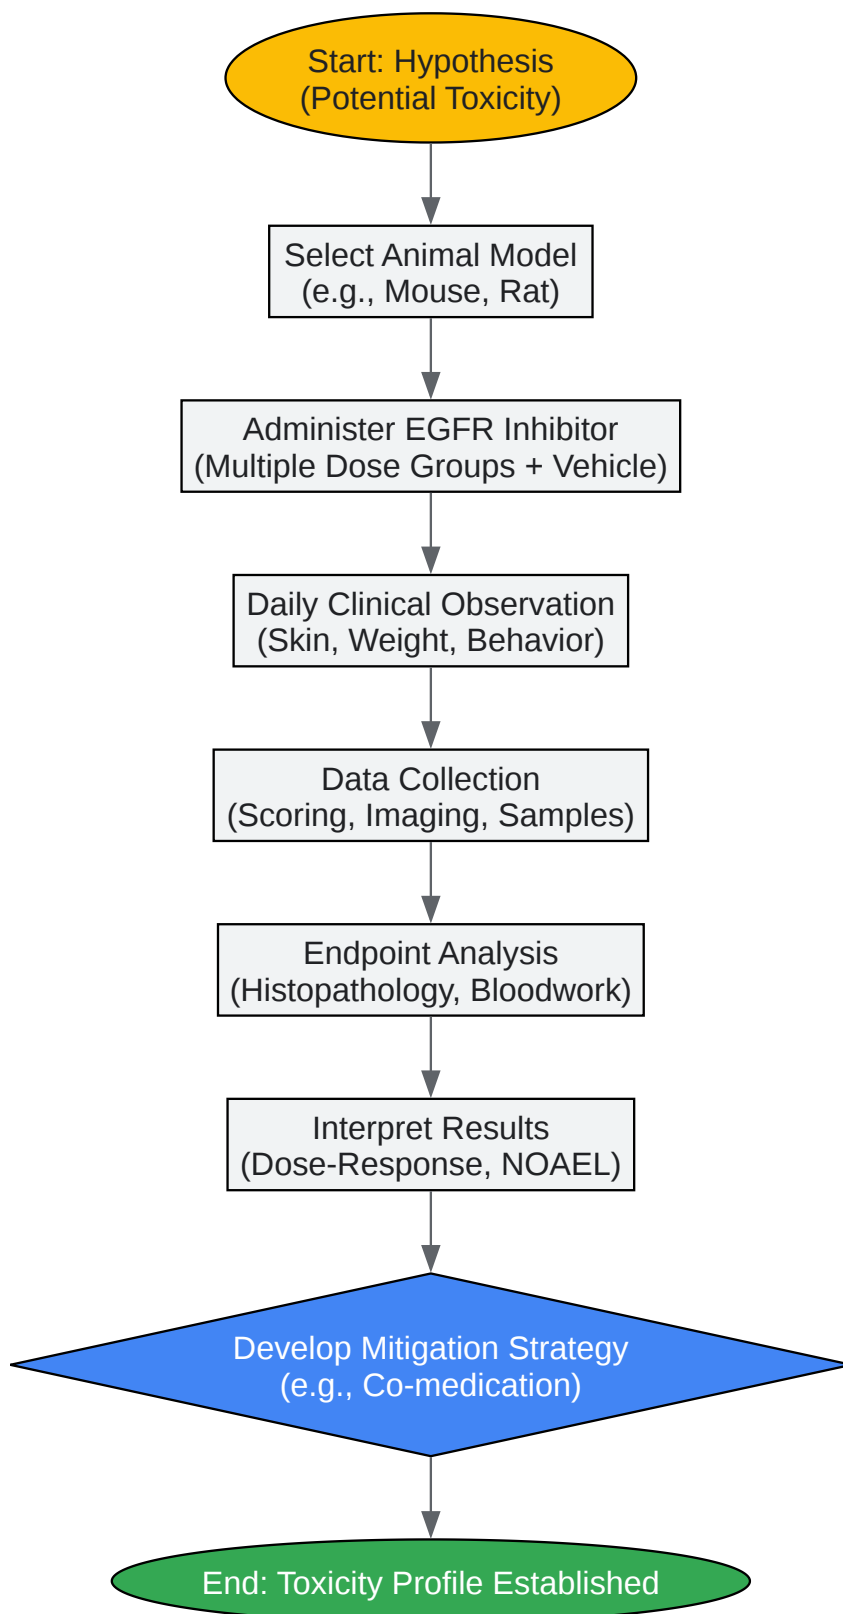 Start: Hypothesis
(Potential Toxicity)
Select Animal Model
(e.g., Mouse, Rat)
Administer EGFR Inhibitor
(Multiple Dose Groups + Vehicle)
Daily Clinical Observation
(Skin, Weight, Behavior)
Data Collection
(Scoring, Imaging, Samples)
Endpoint Analysis
(Histopathology, Bloodwork)
Interpret Results
(Dose-Response, NOAEL)
Develop Mitigation Strategy
(e.g., Co-medication)
End: Toxicity Profile Established